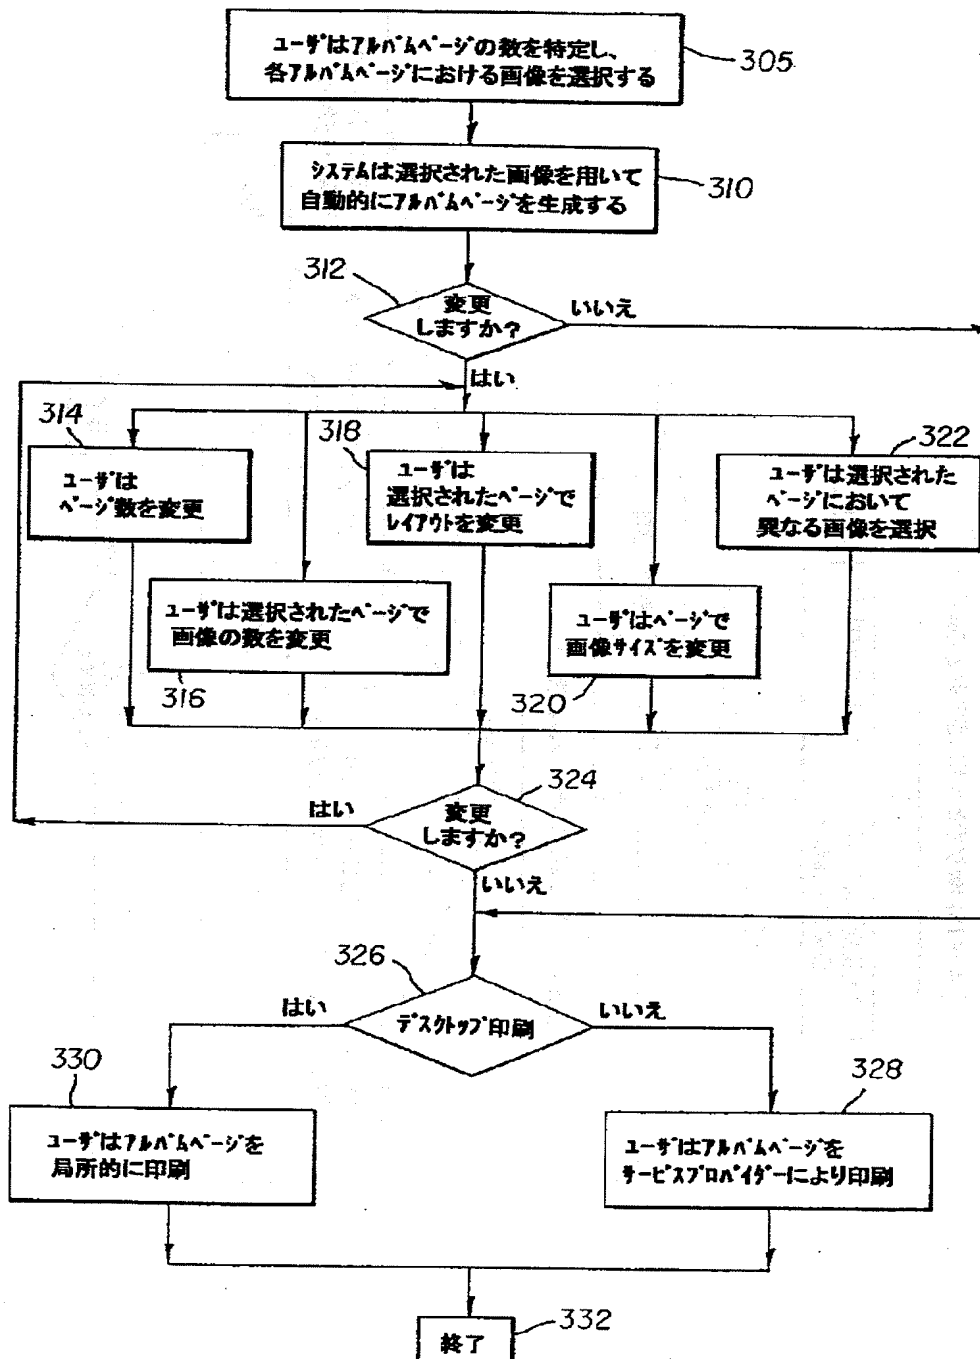 ユーザはアルバムページの数を特定し、
各アルバムページにおける画像を選択する
305
システムは選択された画像を用いて
自動的にアルバムページを生成する
310
312
変更
しますか?
いいえ
はい
314
ユーザは
ページ数を変更
318
ユーザは
選択されたページで
レイアウトを変更
322
ユーザは選択された
ページにおいて
異なる画像を選択
ユーザは選択されたページで
画像の数を変更
316
ユーザはページで
画像サイズを変更
320
324
はい
変更
しますか?
いいえ
326
はい
デスクトップ印刷
いいえ
330
ユーザはアルバムページを
局所的に印刷
328
ユーザはアルバムページを
サービスプロバイダーにより印刷
332
終了